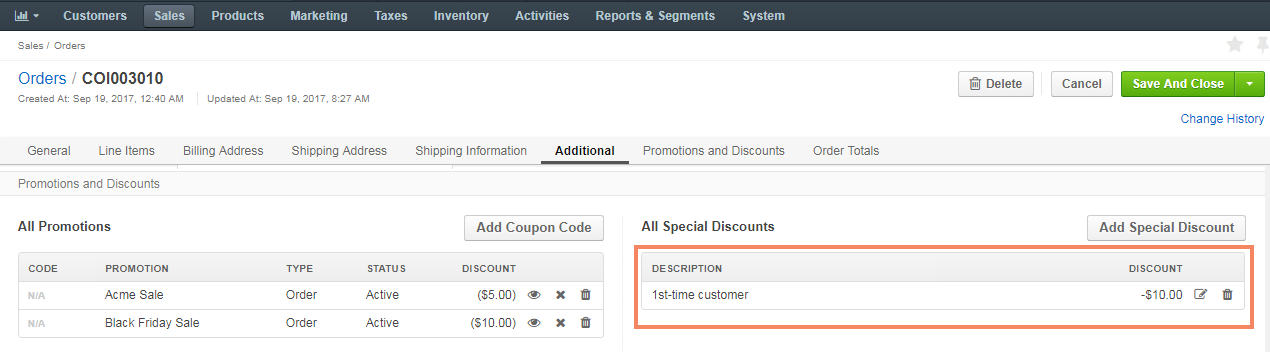 Customers Sales Products Marketing Taxes Inventory Activities Reports & Segments System
Sales / Orders
Orders / COI003010
Delete Cancel Save And Close
Created At: Sep 19, 2017, 12:40 AM Updated At: Sep 19, 2017, 8:27 AM
Change History
General Line Items Billing Address Shipping Address Shipping Information Additional Promotions and Discounts Order Totals
Promotions and Discounts
All Promotions Add Coupon Code
CODE PROMOTION TYPE STATUS DISCOUNT
N/A Acme Sale Order Active ($5.00)
N/A Black Friday Sale Order Active ($10.00)
All Special Discounts Add Special Discount
DESCRIPTION DISCOUNT
1st-time customer -$10.00